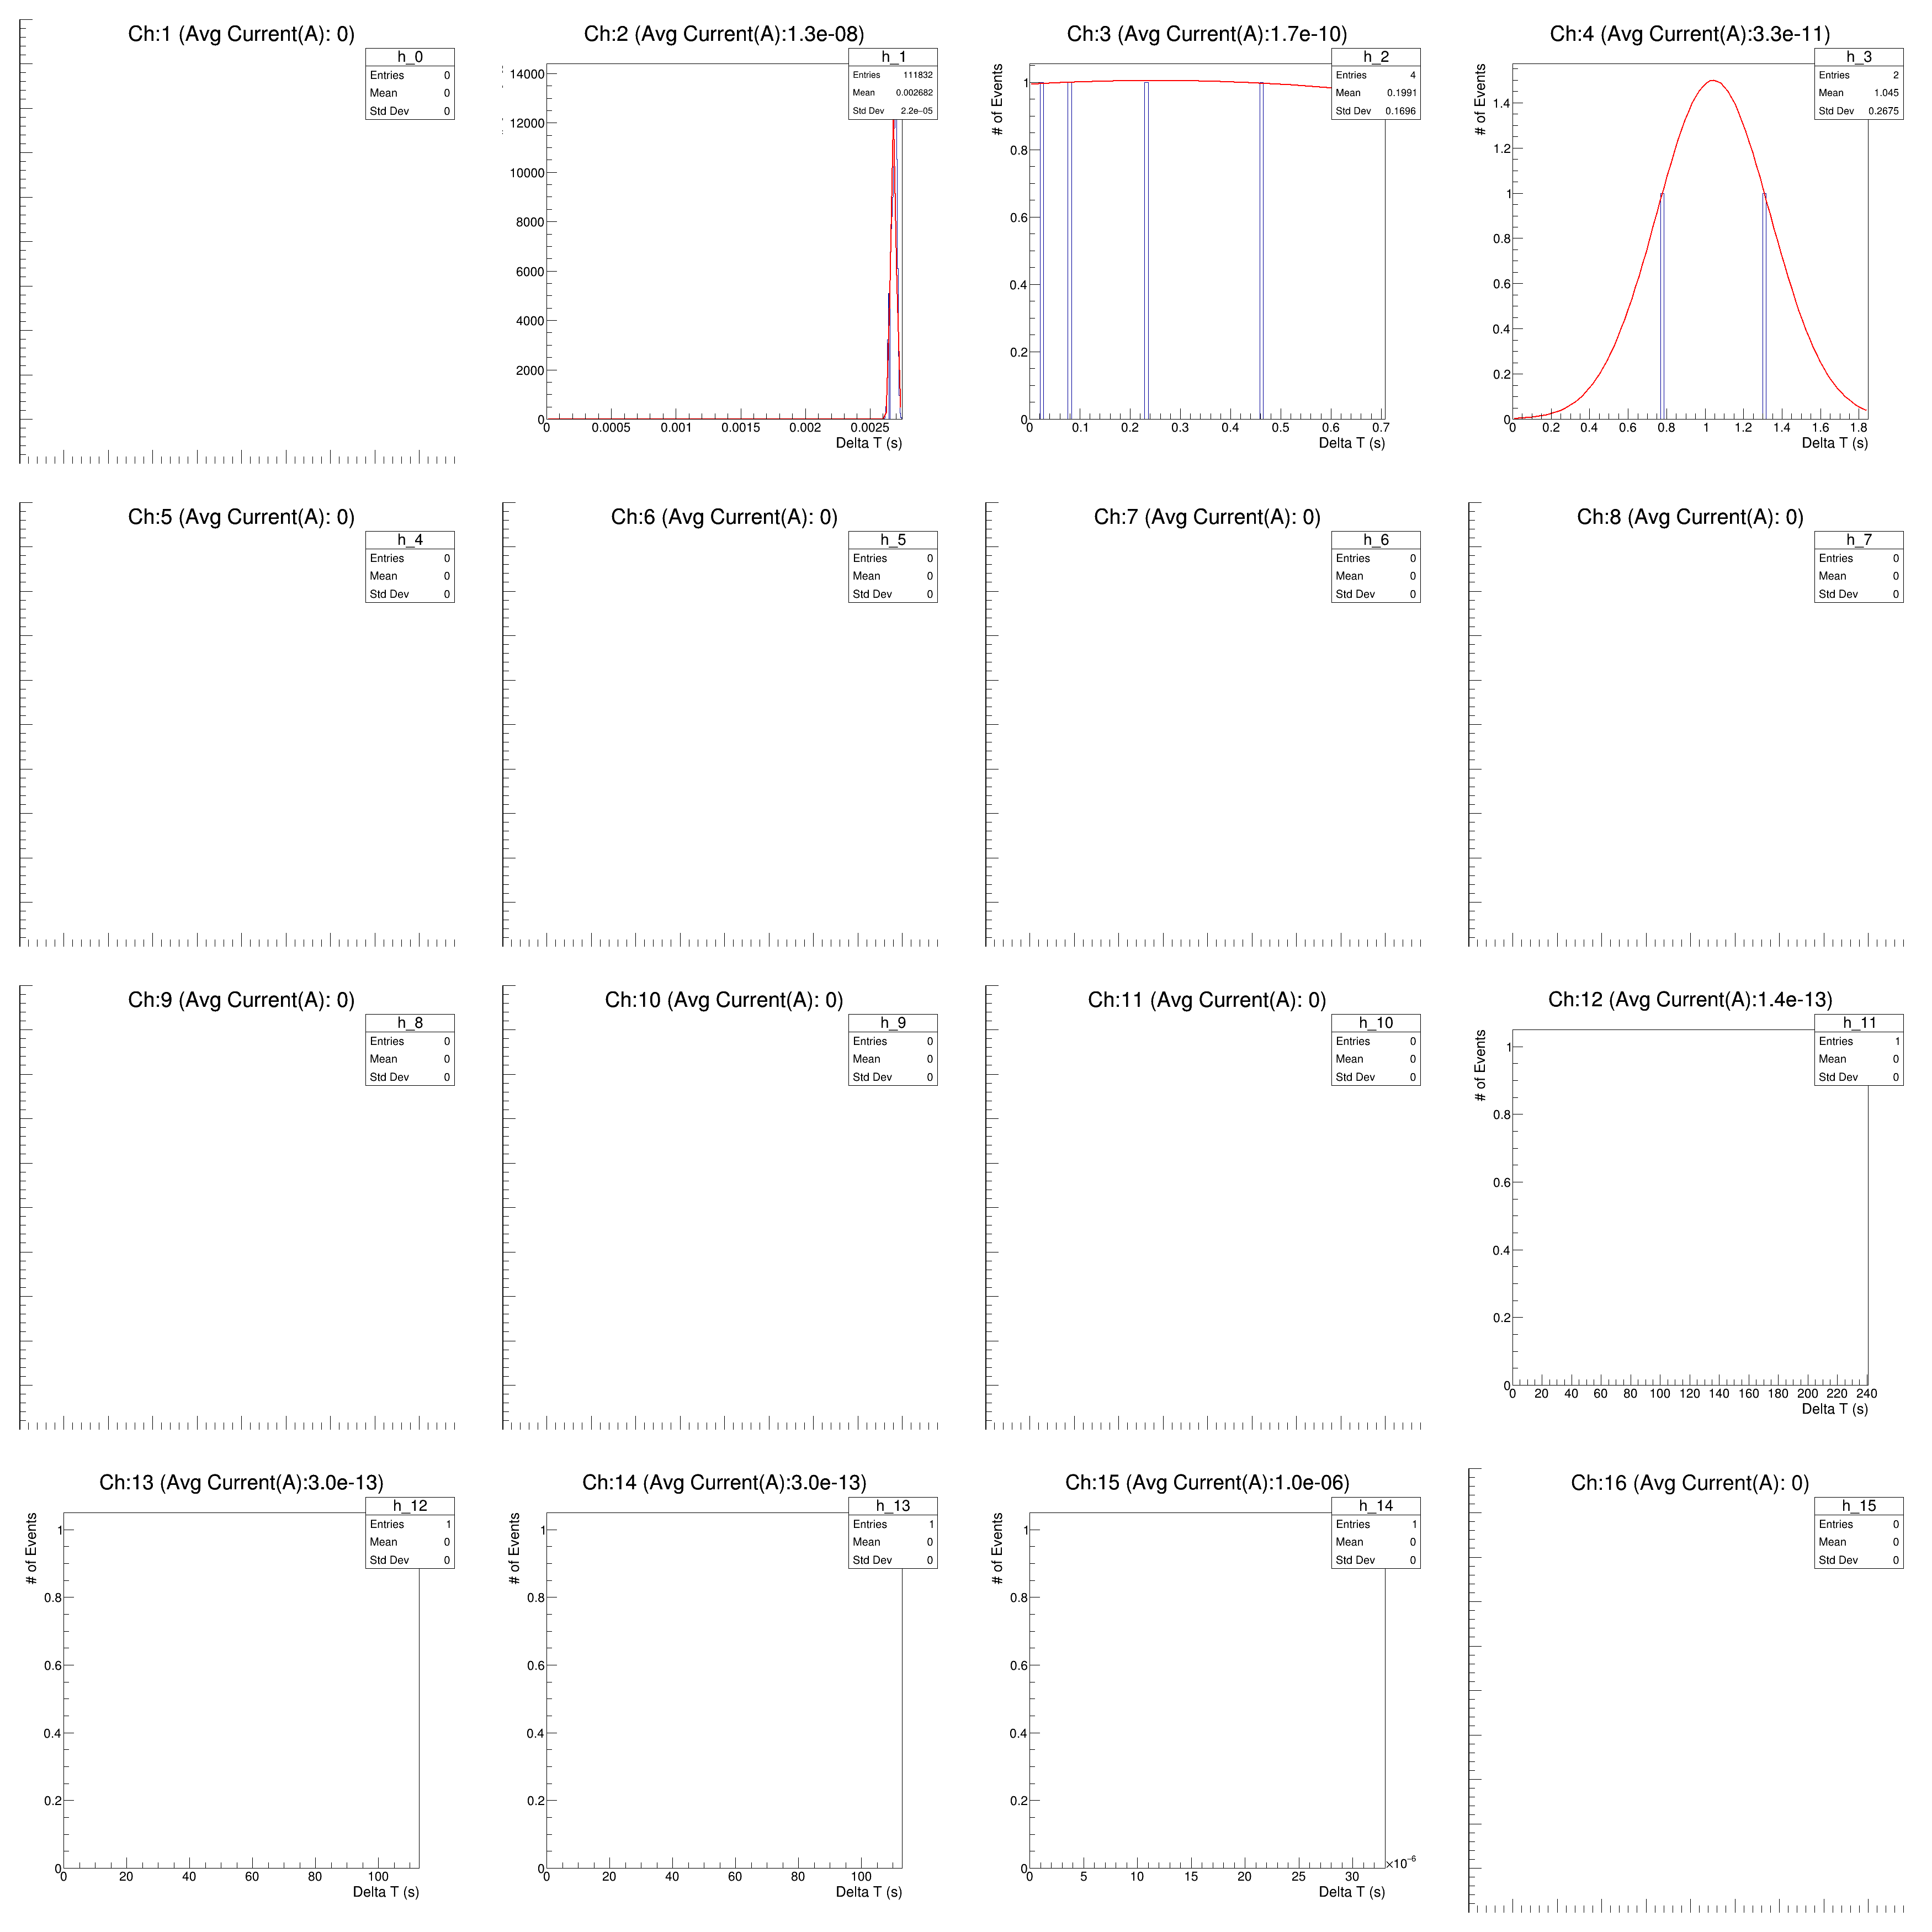 Ch:1 (Avg Current(A): 0)
h_0
Entries 0
Mean 0
Std Dev 0
Ch:2 (Avg Current(A):1.3e-08)
h_1
Entries 111832
Mean 0.002682
Std Dev 2.2e-05
14000
12000
10000
8000
6000
4000
2000
0
0 0.0005 0.001 0.0015 0.002 0.0025
Delta T (s)
Ch:3 (Avg Current(A):1.7e-10)
h_2
Entries 4
Mean 0.1991
Std Dev 0.1696
# of Events
1
0.8
0.6
0.4
0.2
0
0 0.1 0.2 0.3 0.4 0.5 0.6 0.7
Delta T (s)
Ch:4 (Avg Current(A):3.3e-11)
h_3
Entries 2
Mean 1.045
Std Dev 0.2675
# of Events
1.4
1.2
1
0.8
0.6
0.4
0.2
0
0 0.2 0.4 0.6 0.8 1 1.2 1.4 1.6 1.8
Delta T (s)
Ch:5 (Avg Current(A): 0)
h_4
Entries 0
Mean 0
Std Dev 0
Ch:6 (Avg Current(A): 0)
h_5
Entries 0
Mean 0
Std Dev 0
Ch:7 (Avg Current(A): 0)
h_6
Entries 0
Mean 0
Std Dev 0
Ch:8 (Avg Current(A): 0)
h_7
Entries 0
Mean 0
Std Dev 0
Ch:9 (Avg Current(A): 0)
h_8
Entries 0
Mean 0
Std Dev 0
Ch:10 (Avg Current(A): 0)
h_9
Entries 0
Mean 0
Std Dev 0
Ch:11 (Avg Current(A): 0)
h_10
Entries 0
Mean 0
Std Dev 0
Ch:12 (Avg Current(A):1.4e-13)
h_11
Entries 1
Mean 0
Std Dev 0
# of Events
1
0.8
0.6
0.4
0.2
0
0 20 40 60 80 100 120 140 160 180 200 220 240
Delta T (s)
Ch:13 (Avg Current(A):3.0e-13)
h_12
Entries 1
Mean 0
Std Dev 0
# of Events
1
0.8
0.6
0.4
0.2
0
0 20 40 60 80 100
Delta T (s)
Ch:14 (Avg Current(A):3.0e-13)
h_13
Entries 1
Mean 0
Std Dev 0
# of Events
1
0.8
0.6
0.4
0.2
0
0 20 40 60 80 100
Delta T (s)
Ch:15 (Avg Current(A):1.0e-06)
h_14
Entries 1
Mean 0
Std Dev 0
# of Events
1
0.8
0.6
0.4
0.2
0
0 5 10 15 20 25 30
×10⁻⁶
Delta T (s)
Ch:16 (Avg Current(A): 0)
h_15
Entries 0
Mean 0
Std Dev 0